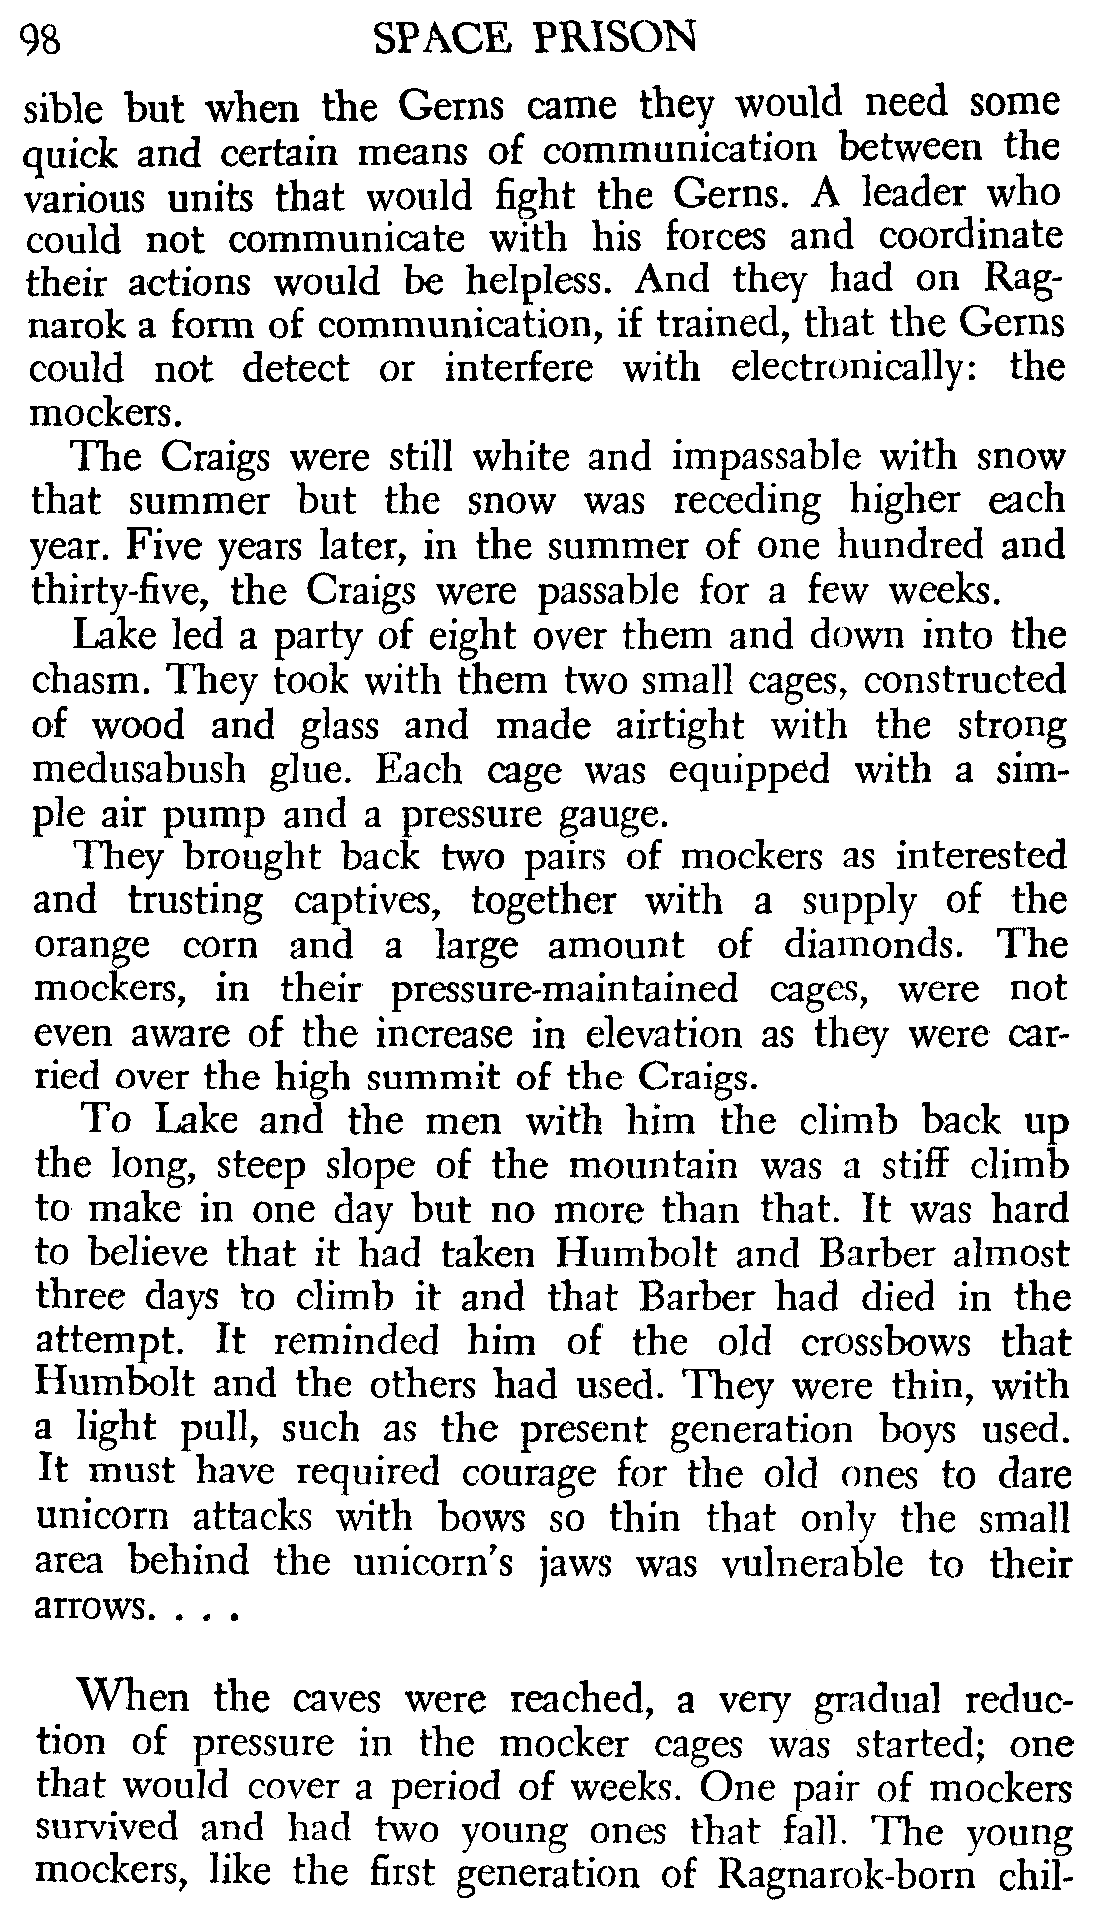 98 SPACE PRISON
sible but when the Gerns came they would need some
quick and certain means of communication between the
various units that would fight the Gerns. A leader who
could not communicate with his forces and coordinate
their actions would be helpless. And they had on Rag-
narok a form of communication, if trained, that the Gerns
could not detect or interfere with electronically: the
mockers.
The Craigs were still white and impassable with snow
that summer but the snow was receding higher each
year. Five years later, in the summer of one hundred and
thirty-five, the Craigs were passable for a few weeks.
Lake led a party of eight over them and down into the
chasm. They took with them two small cages, constructed
of wood and glass and made airtight with the strong
medusabush glue. Each cage was equipped with a sim-
ple air pump and a pressure gauge.
They brought back two pairs of mockers as interested
and trusting captives, together with a supply of the
orange corn and a large amount of diamonds. The
mockers, in their pressure-maintained cages, were not
even aware of the increase in elevation as they were car-
ried over the high summit of the Craigs.
To Lake and the men with him the climb back up
the long, steep slope of the mountain was a stiff climb
to make in one day but no more than that. It was hard
to believe that it had taken Humbolt and Barber almost
three days to climb it and that Barber had died in the
attempt. It reminded him of the old crossbows that
Humbolt and the others had used. They were thin, with
a light pull, such as the present generation boys used.
It must have required courage for the old ones to dare
unicorn attacks with bows so thin that only the small
area behind the unicorn's jaws was vulnerable to their
arrows. . . .
When the caves were reached, a very gradual reduc-
tion of pressure in the mocker cages was started; one
that would cover a period of weeks. One pair of mockers
survived and had two young ones that fall. The young
mockers, like the first generation of Ragnarok-born chil-